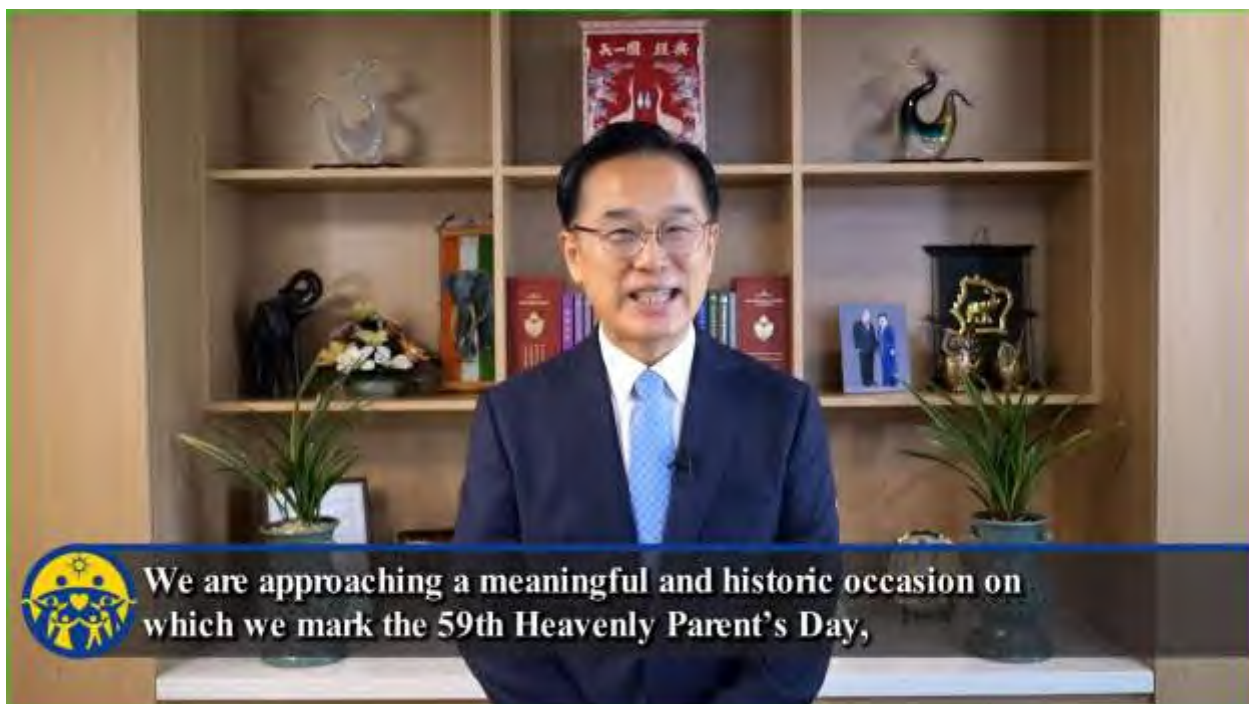 We are approaching a meaningful and historic occasion on
which we mark the 59th Heavenly Parent's Day,